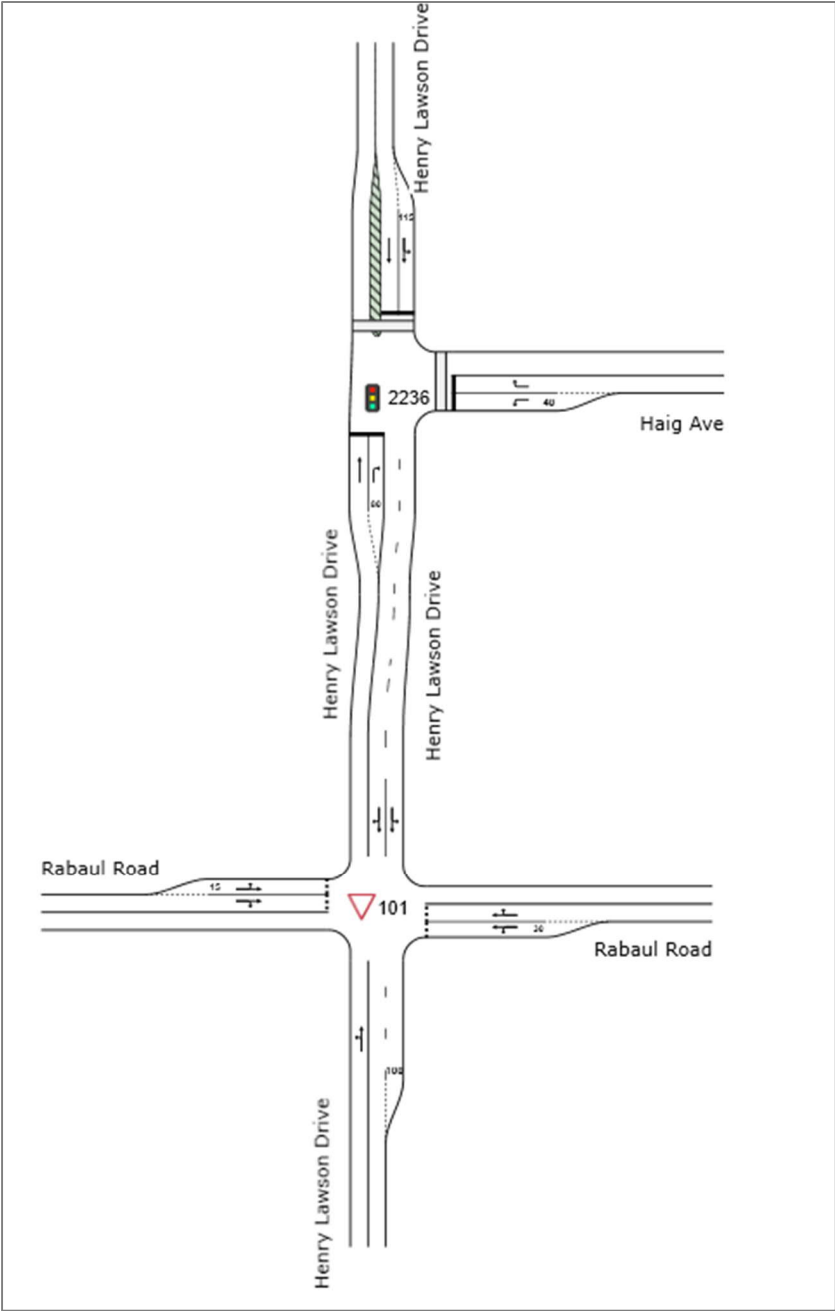 Henry Lawson Drive
115
2236
40
Haig Ave
60
Henry Lawson Drive
Henry Lawson Drive
Rabaul Road
15
101
30
Rabaul Road
100
Henry Lawson Drive